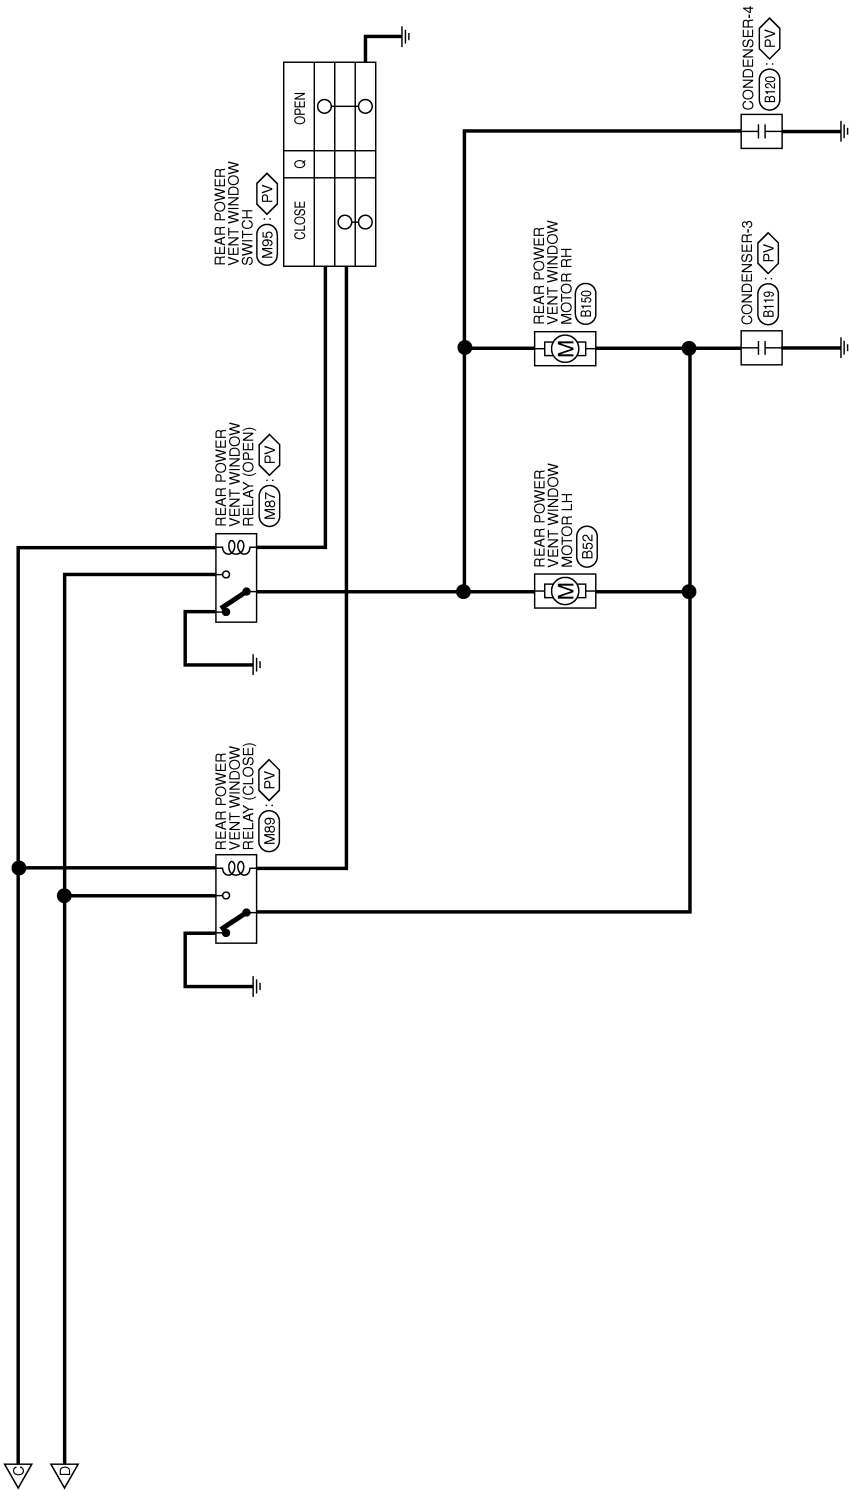 CONDENSER-4
B120 : PV
OPEN
Q
CLOSE
REAR POWER
VENT WINDOW
SWITCH
M95 : PV
CONDENSER-3
B119 : PV
REAR POWER
VENT WINDOW
MOTOR RH
B150
M
REAR POWER
VENT WINDOW
RELAY (OPEN)
M87 : PV
REAR POWER
VENT WINDOW
MOTOR LH
B52
M
REAR POWER
VENT WINDOW
RELAY (CLOSE)
M89 : PV
C
D